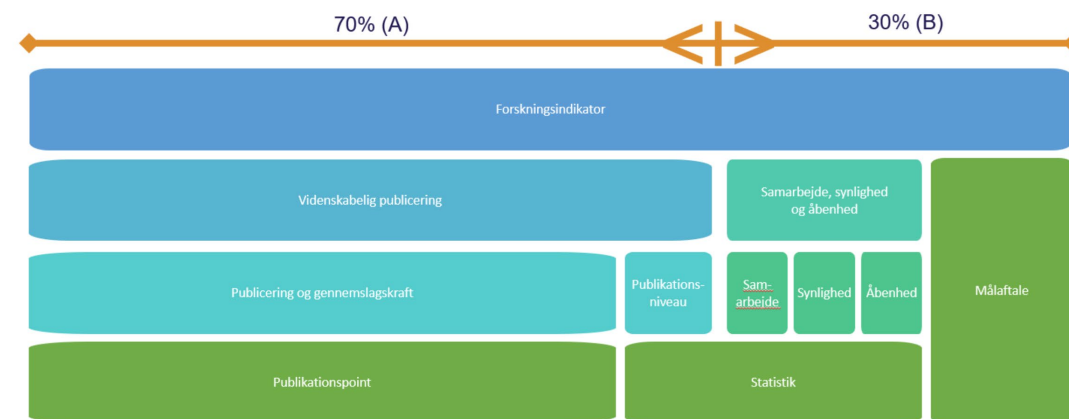 70% (A)
30% (B)
Forskningsindikator
Videnskabelig publicering
Samarbejde, synlighed
og åbenhed
Publicering og gennemslagskraft
Publikations-
niveau
Sam-
arbejde
Synlighed
Åbenhed
Målaftale
Publikationspoint
Statistik